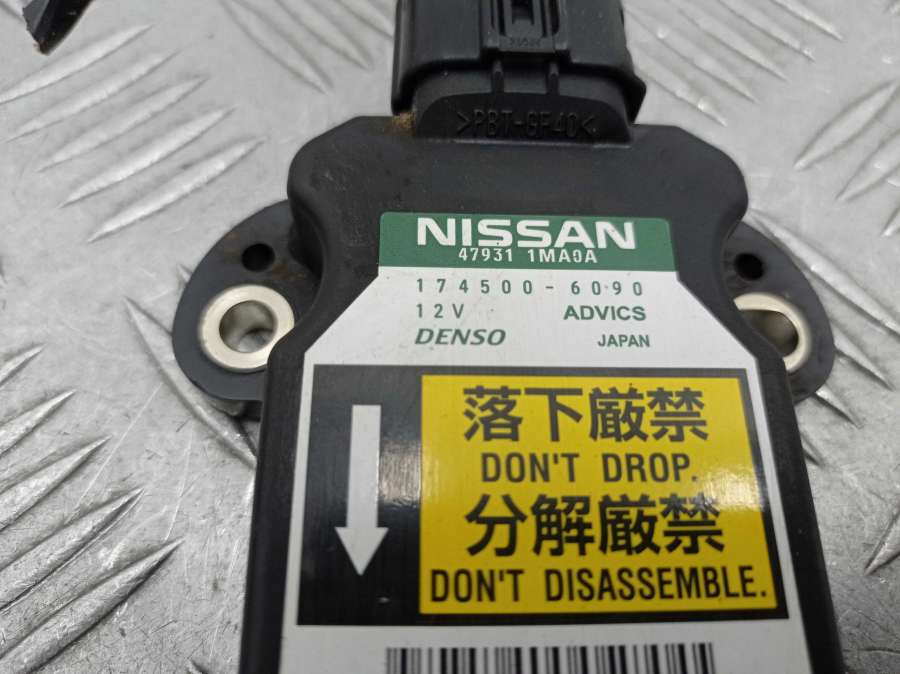 >PBT-GF40<
NISSAN
47931 1MA0A
174500-6090
12V ADVICS
DENSO JAPAN
落下厳禁
DON'T DROP.
分解厳禁
DON'T DISASSEMBLE.